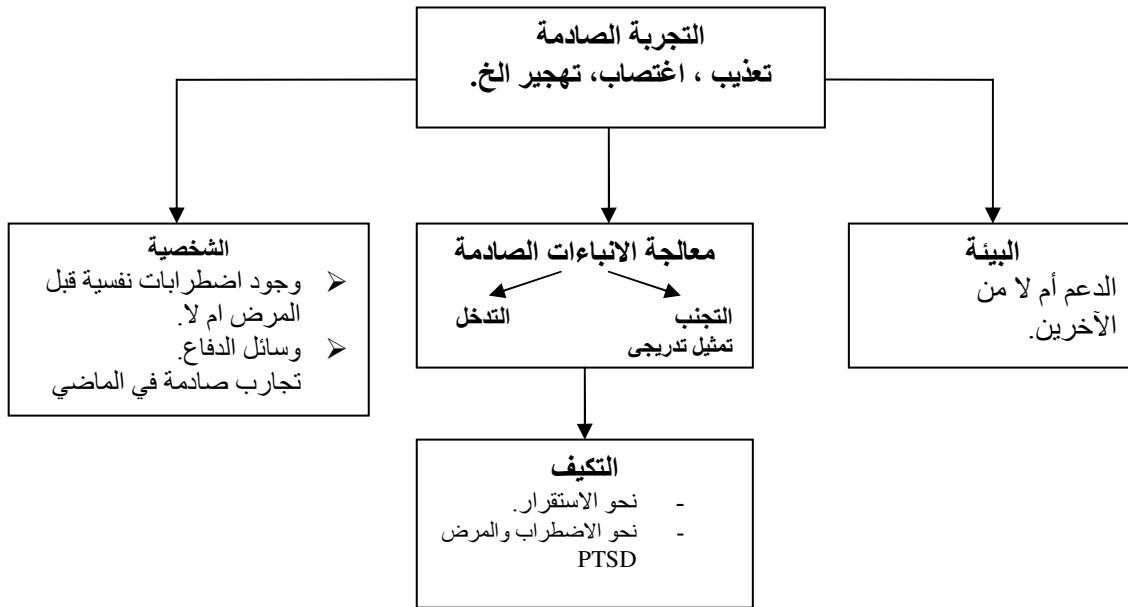 التجربة الصادمة
تعذيب ، اغتصاب، تهجير الخ.
الشخصية
⮚ وجود اضطرابات نفسية قبل
المرض ام لا.
⮚ وسائل الدفاع.
تجارب صادمة في الماضي
معالجة الانباءات الصادمة
التجنب
التدخل
تمثيل تدريجى
البيئة
الدعم أم لا من
الآخرين.
التكيف
- نحو الاستقرار.
- نحو الاضطراب والمرض
PTSD